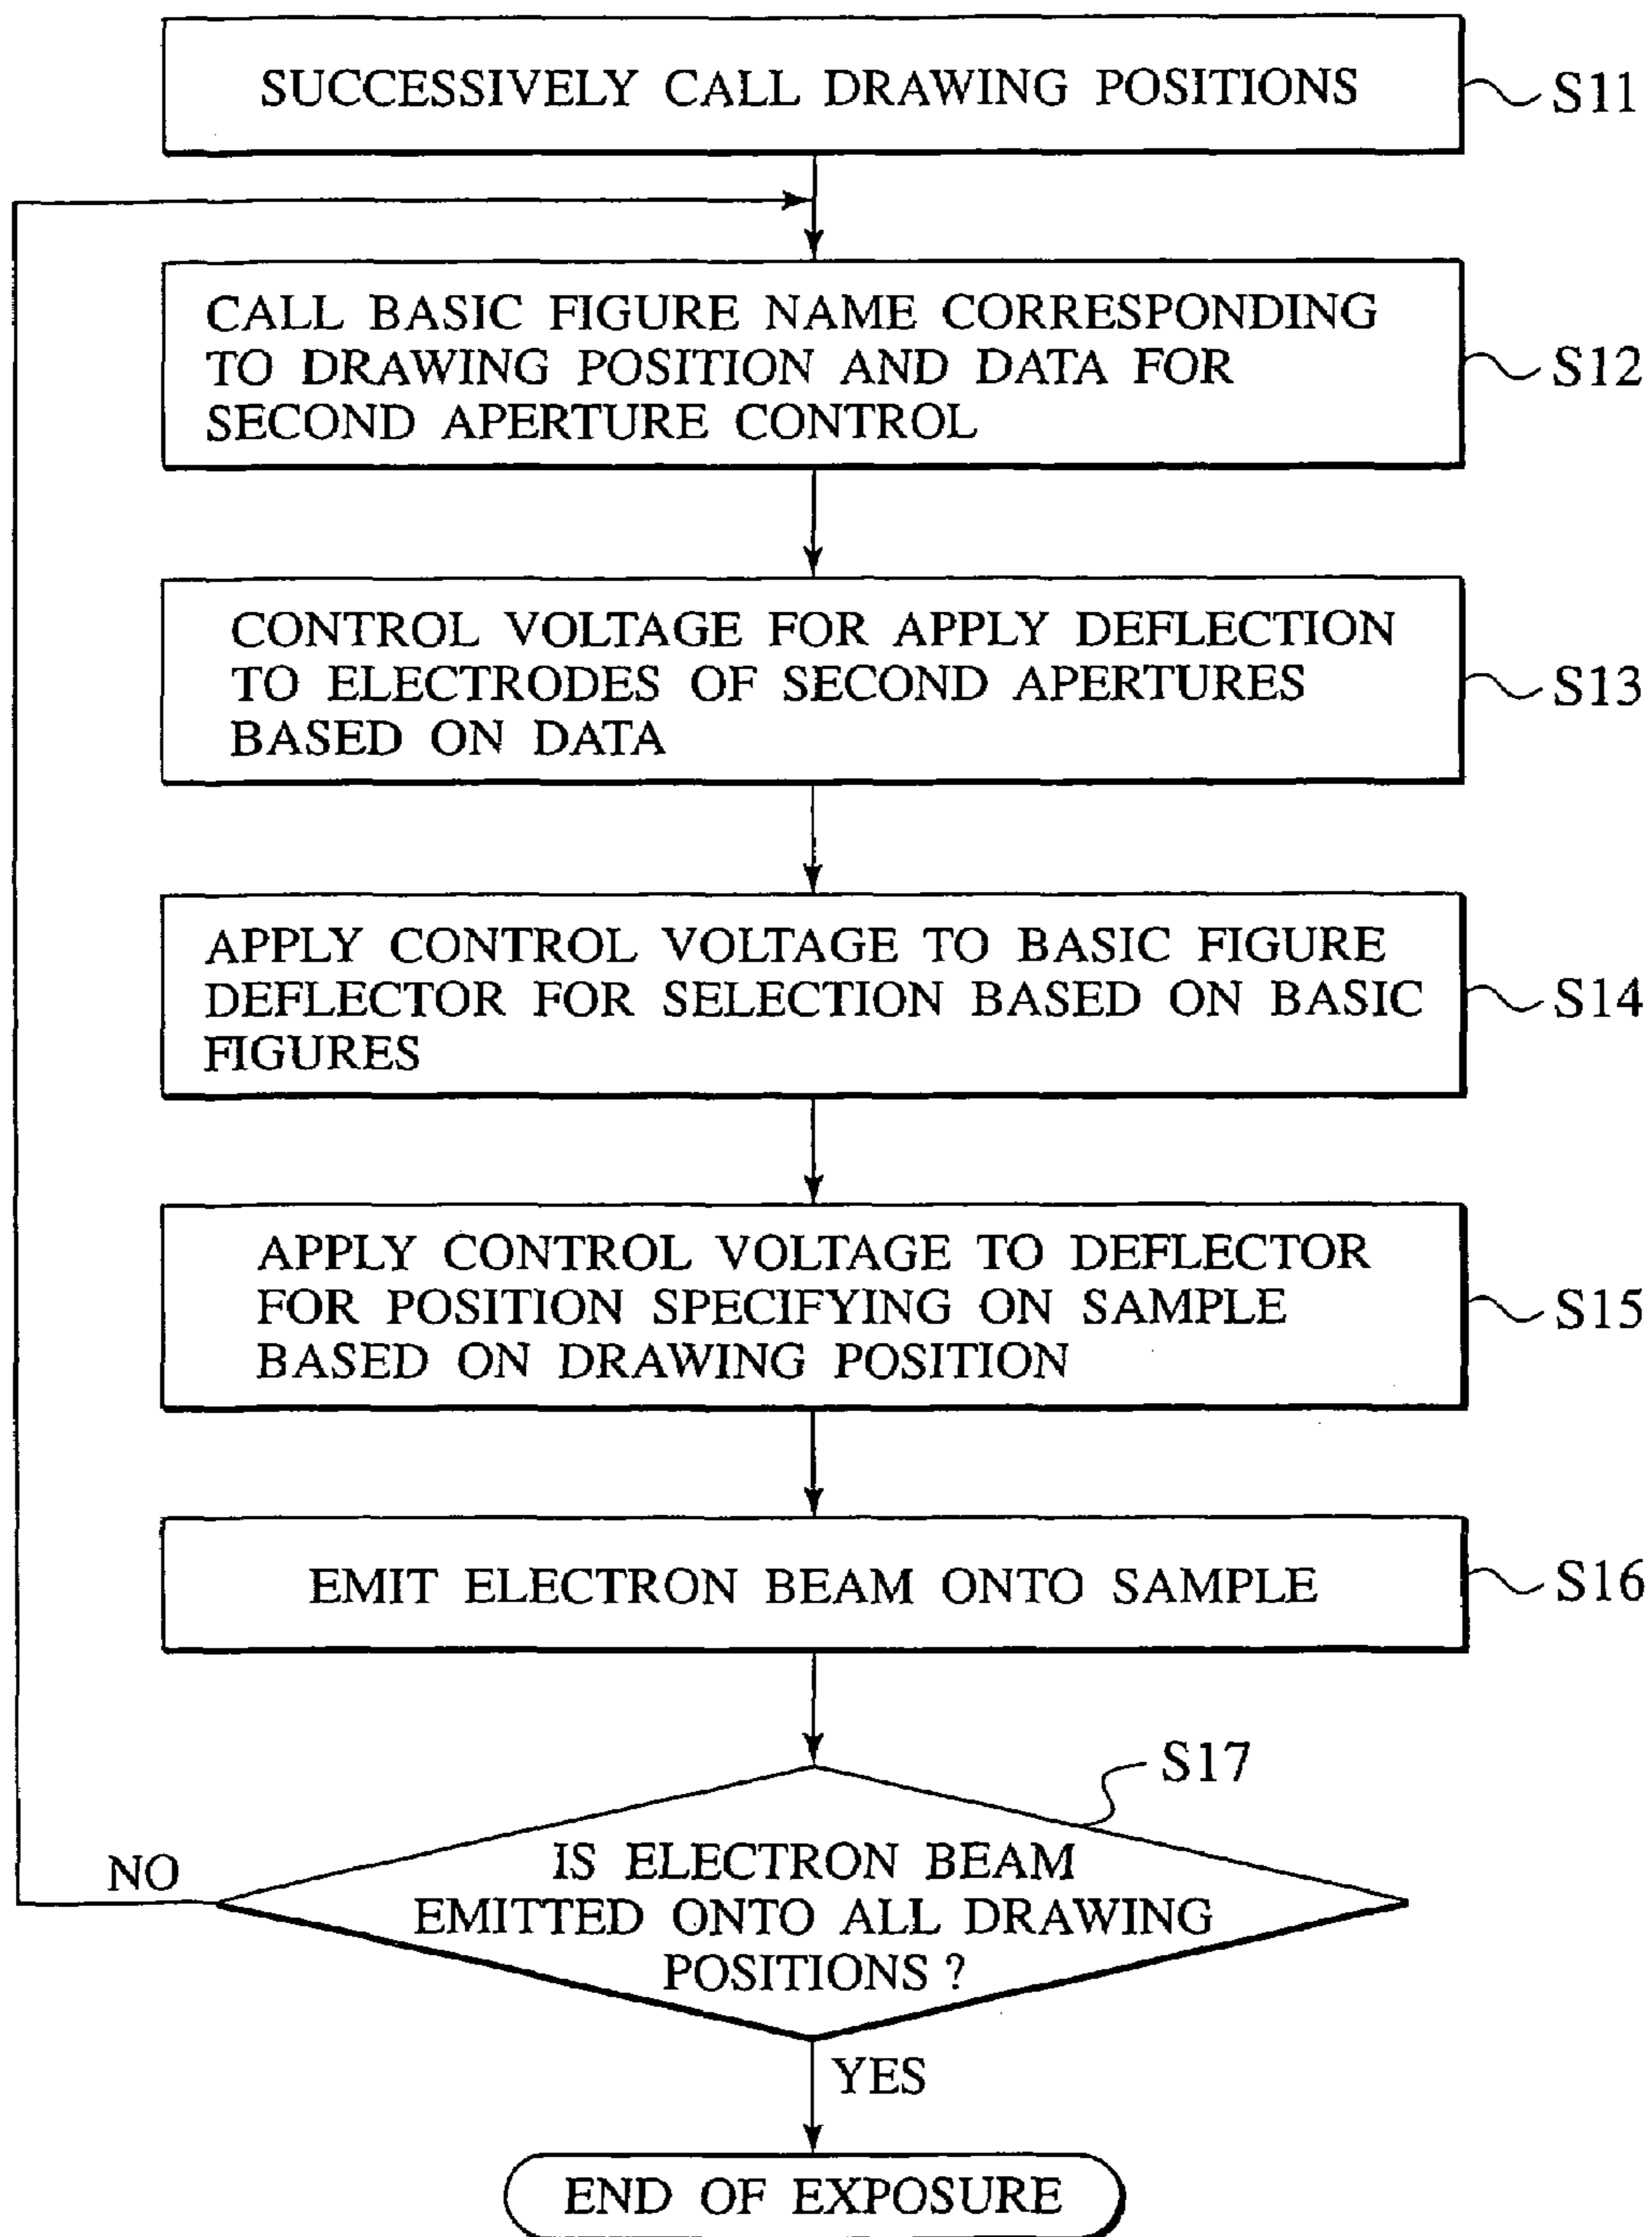 SUCCESSIVELY CALL DRAWING POSITIONS
S11
CALL BASIC FIGURE NAME CORRESPONDING
TO DRAWING POSITION AND DATA FOR
SECOND APERTURE CONTROL
S12
CONTROL VOLTAGE FOR APPLY DEFLECTION
TO ELECTRODES OF SECOND APERTURES
BASED ON DATA
S13
APPLY CONTROL VOLTAGE TO BASIC FIGURE
DEFLECTOR FOR SELECTION BASED ON BASIC
FIGURES
S14
APPLY CONTROL VOLTAGE TO DEFLECTOR
FOR POSITION SPECIFYING ON SAMPLE
BASED ON DRAWING POSITION
S15
EMIT ELECTRON BEAM ONTO SAMPLE
S16
S17
IS ELECTRON BEAM
EMITTED ONTO ALL DRAWING
POSITIONS ?
NO
YES
END OF EXPOSURE